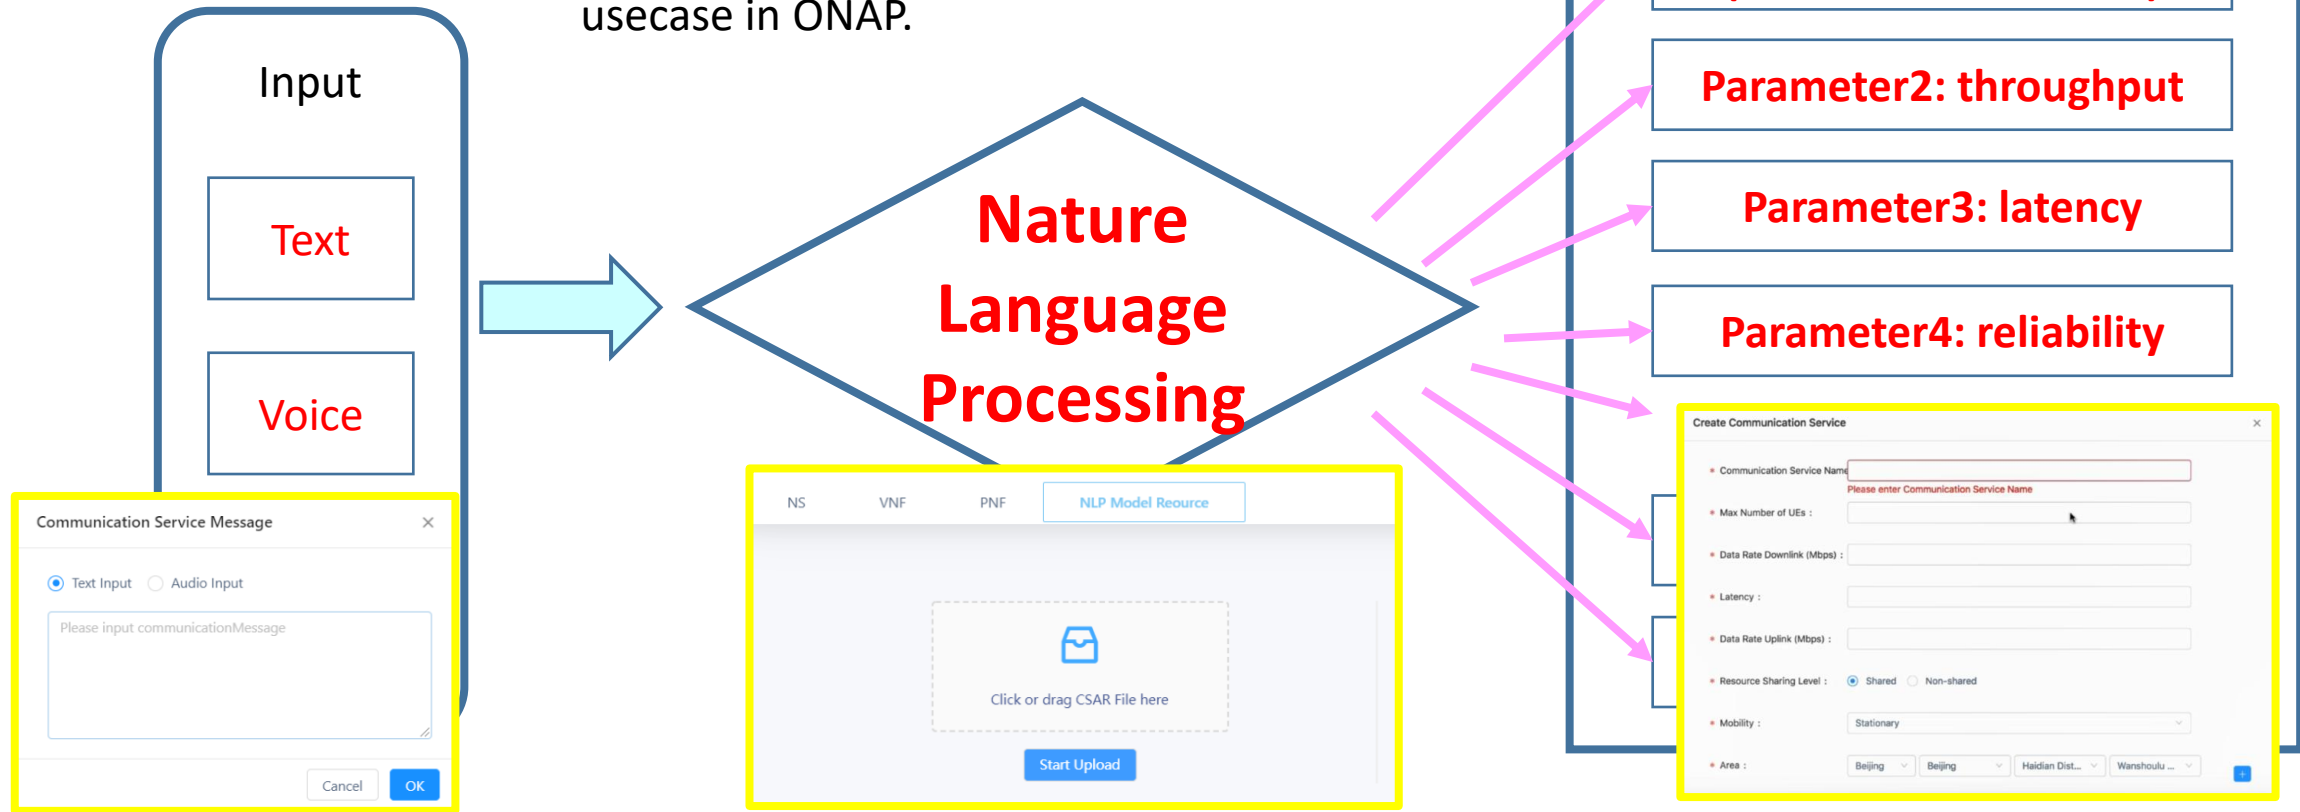 usecase in ONAP.
Input
Text
Voice
Nature
Language
Processing
Parameter2: throughput
Parameter3: latency
Parameter4: reliability
Communication Service Message ×
Text Input Audio Input
Please input communicationMessage
Cancel OK
NS VNF PNF NLP Model Reource
Click or drag CSAR File here
Start Upload
Create Communication Service ×
* Communication Service Name
Please enter Communication Service Name
* Max Number of UEs :
* Data Rate Downlink (Mbps) :
* Latency :
* Data Rate Uplink (Mbps) :
* Resource Sharing Level : Shared Non-shared
* Mobility : Stationary
* Area : Beijing Beijing Haidian Dist... Wanshoulu ... +